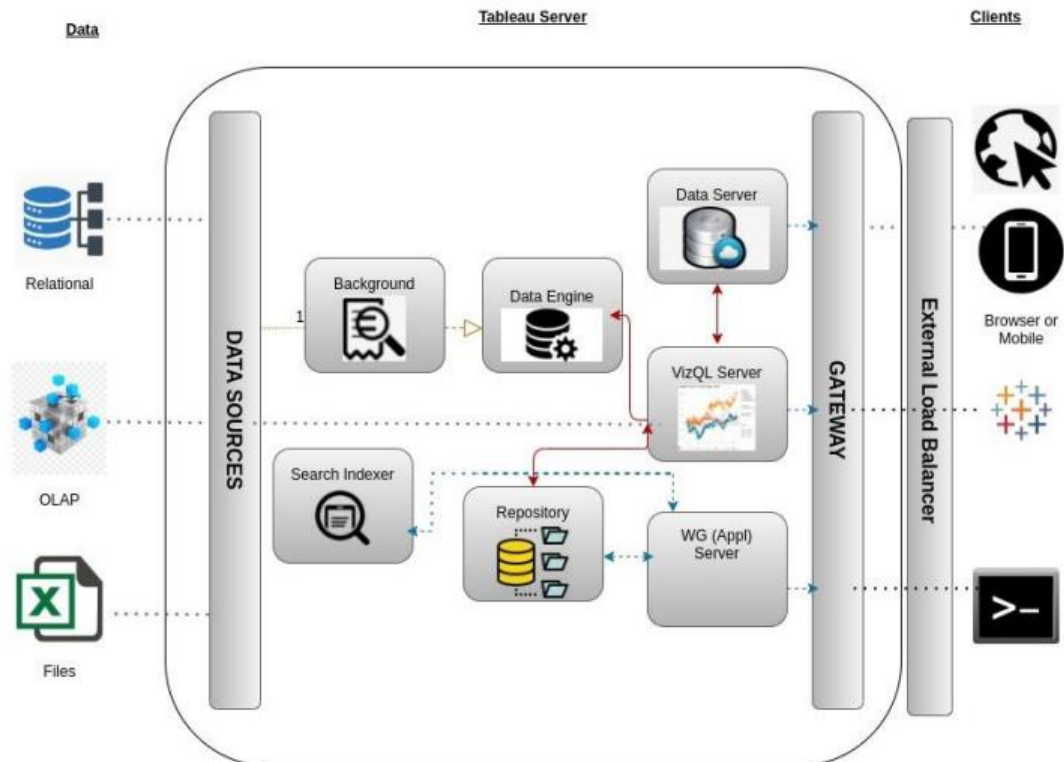 Data
Tableau Server
Clients
Relational
OLAP
Files
DATA SOURCES
1
Background
Data Engine
Data Server
VizQL Server
Search Indexer
Repository
WG (Appl)
Server
GATEWAY
External Load Balancer
Browser or
Mobile
>-